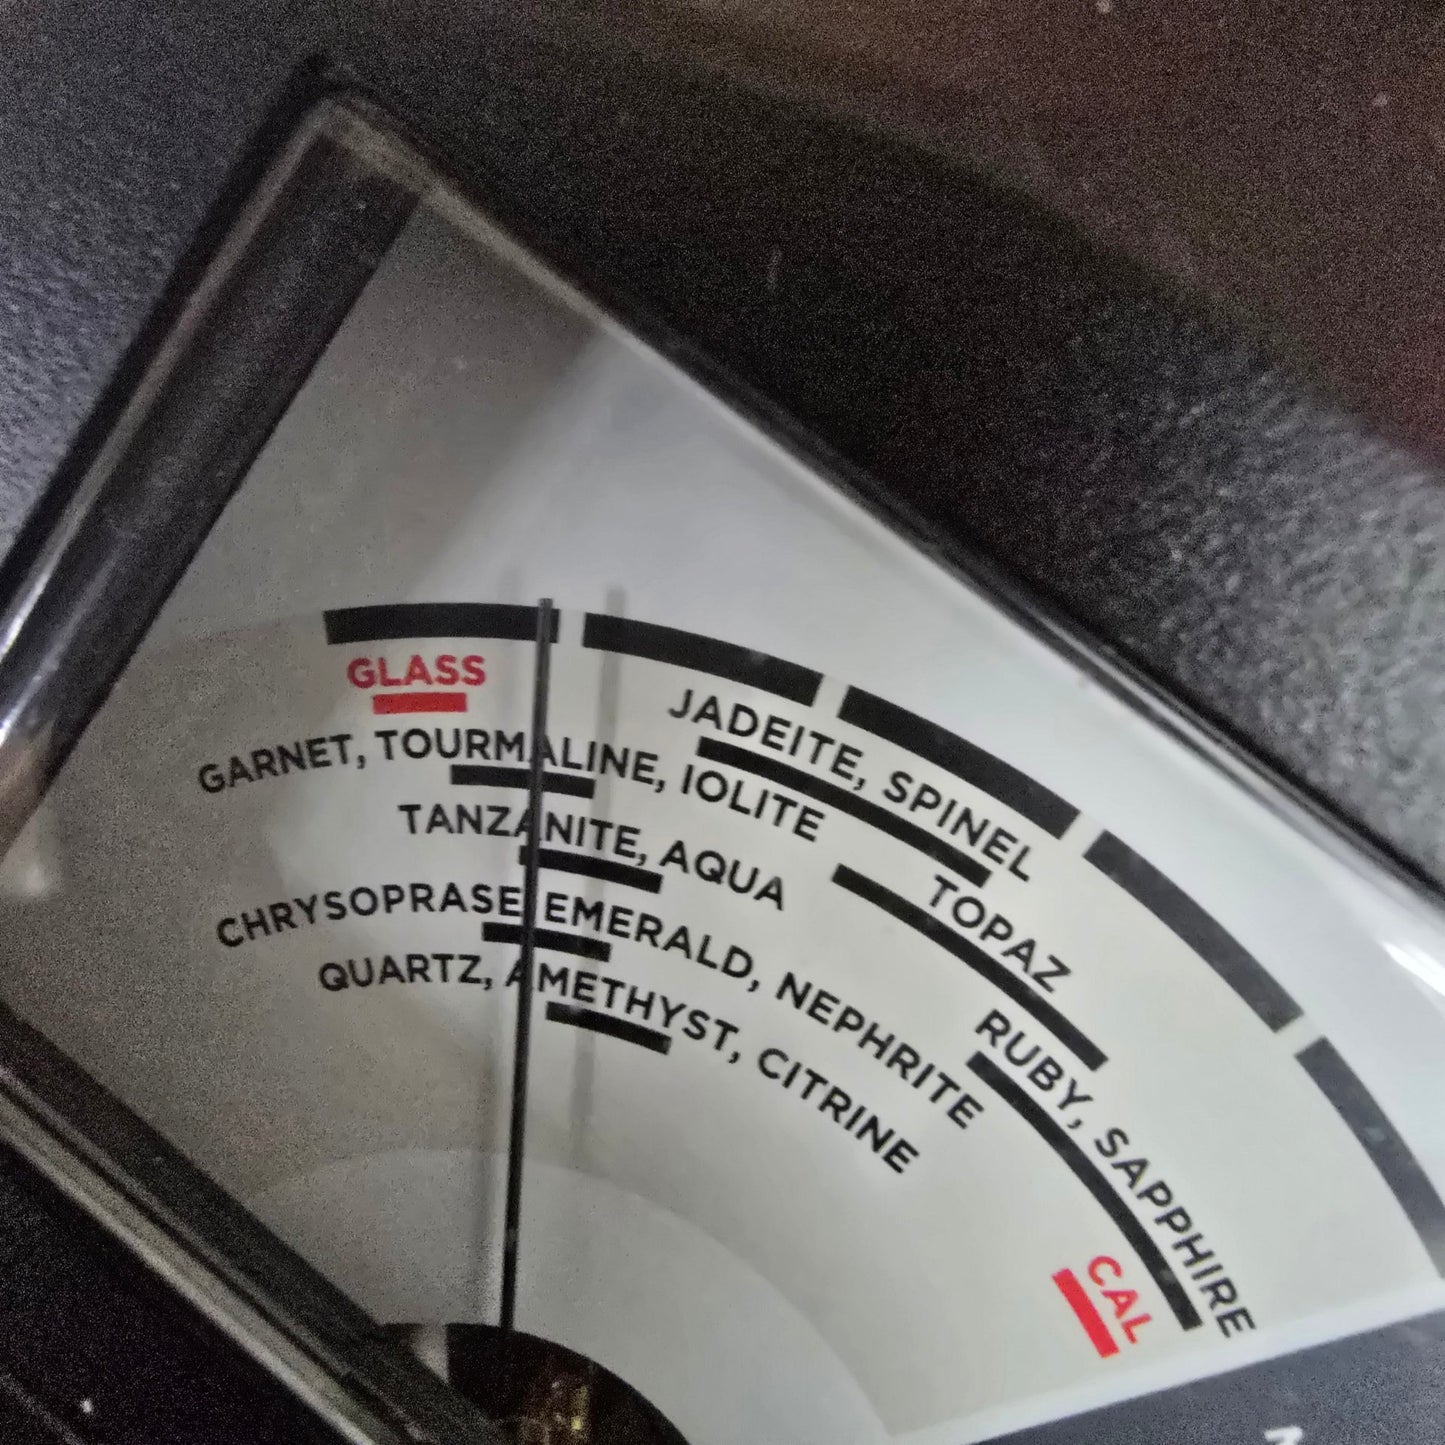 GLASS
JADEITE, SPINEL
GARNET, TOURMALINE, IOLITE
TOPAZ
TANZANITE, AQUA
RUBY, SAPPHIRE
CHRYSOPRASE, EMERALD, NEPHRITE
QUARTZ, AMETHYST, CITRINE
CAL